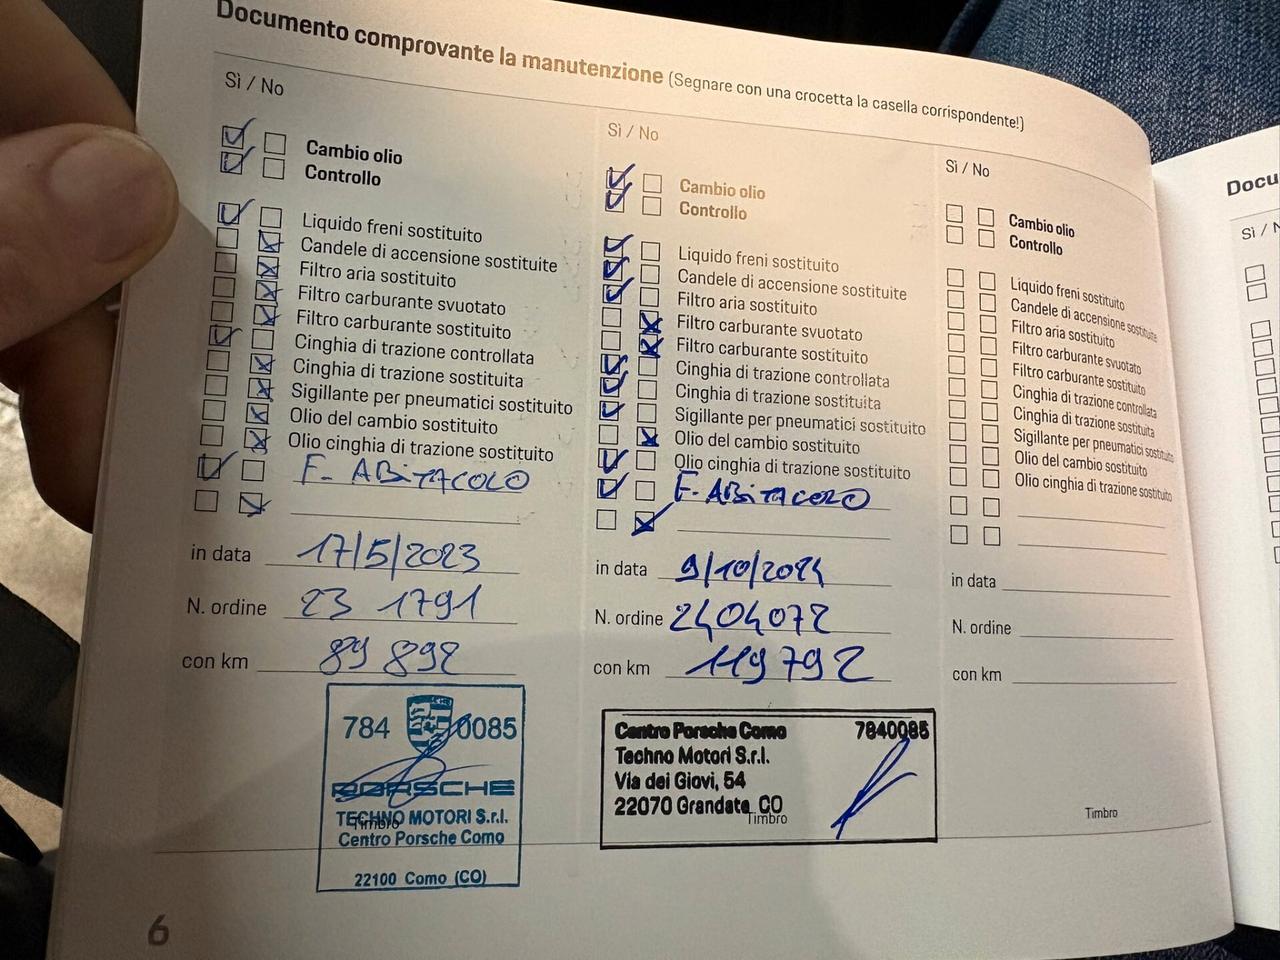 Documento comprovante la manutenzione (Segnare con una crocetta la casella corrispondente!)
Sì / No
Cambio olio
Controllo
Liquido freni sostituito
Candele di accensione sostituite
Filtro aria sostituito
Filtro carburante svuotato
Filtro carburante sostituito
Cinghia di trazione controllata
Cinghia di trazione sostituita
Sigillante per pneumatici sostituito
Olio del cambio sostituito
Olio cinghia di trazione sostituito
F. ABITACOLO
in data 17/5/2023
N. ordine 23 1791
con km 89 892
784 0085
PORSCHE
TECHNO MOTORI S.r.l.
Timbro
Centro Porsche Como
22100 Como (CO)
Sì / No
Cambio olio
Controllo
Liquido freni sostituito
Candele di accensione sostituite
Filtro aria sostituito
Filtro carburante svuotato
Filtro carburante sostituito
Cinghia di trazione controllata
Cinghia di trazione sostituita
Sigillante per pneumatici sostituito
Olio del cambio sostituito
Olio cinghia di trazione sostituito
F. ABITACOLO
in data 9/10/2024
N. ordine 2404072
con km 119 792
Centro Porsche Como 7840085
Techno Motori S.r.l.
Via dei Giovi, 54
22070 Grandate CO
Timbro
Sì / No
Cambio olio
Controllo
Liquido freni sostituito
Candele di accensione sostituite
Filtro aria sostituito
Filtro carburante svuotato
Filtro carburante sostituito
Cinghia di trazione controllata
Cinghia di trazione sostituita
Sigillante per pneumatici sostituito
Olio del cambio sostituito
Olio cinghia di trazione sostituito
in data
N. ordine
con km
Timbro
6
Docu
Sì / N